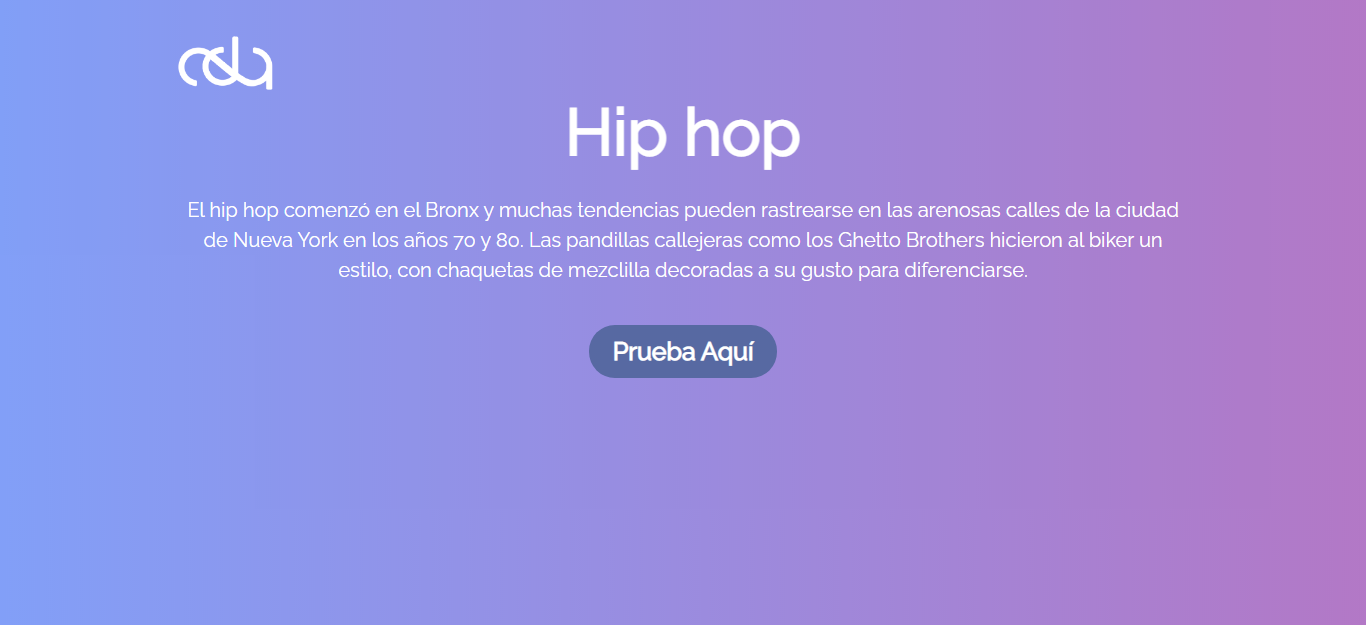 Hip hop
El hip hop comenzó en el Bronx y muchas tendencias pueden rastrearse en las arenosas calles de la ciudad
de Nueva York en los años 70 y 80. Las pandillas callejeras como los Ghetto Brothers hicieron al biker un
estilo, con chaquetas de mezclilla decoradas a su gusto para diferenciarse.
Prueba Aquí